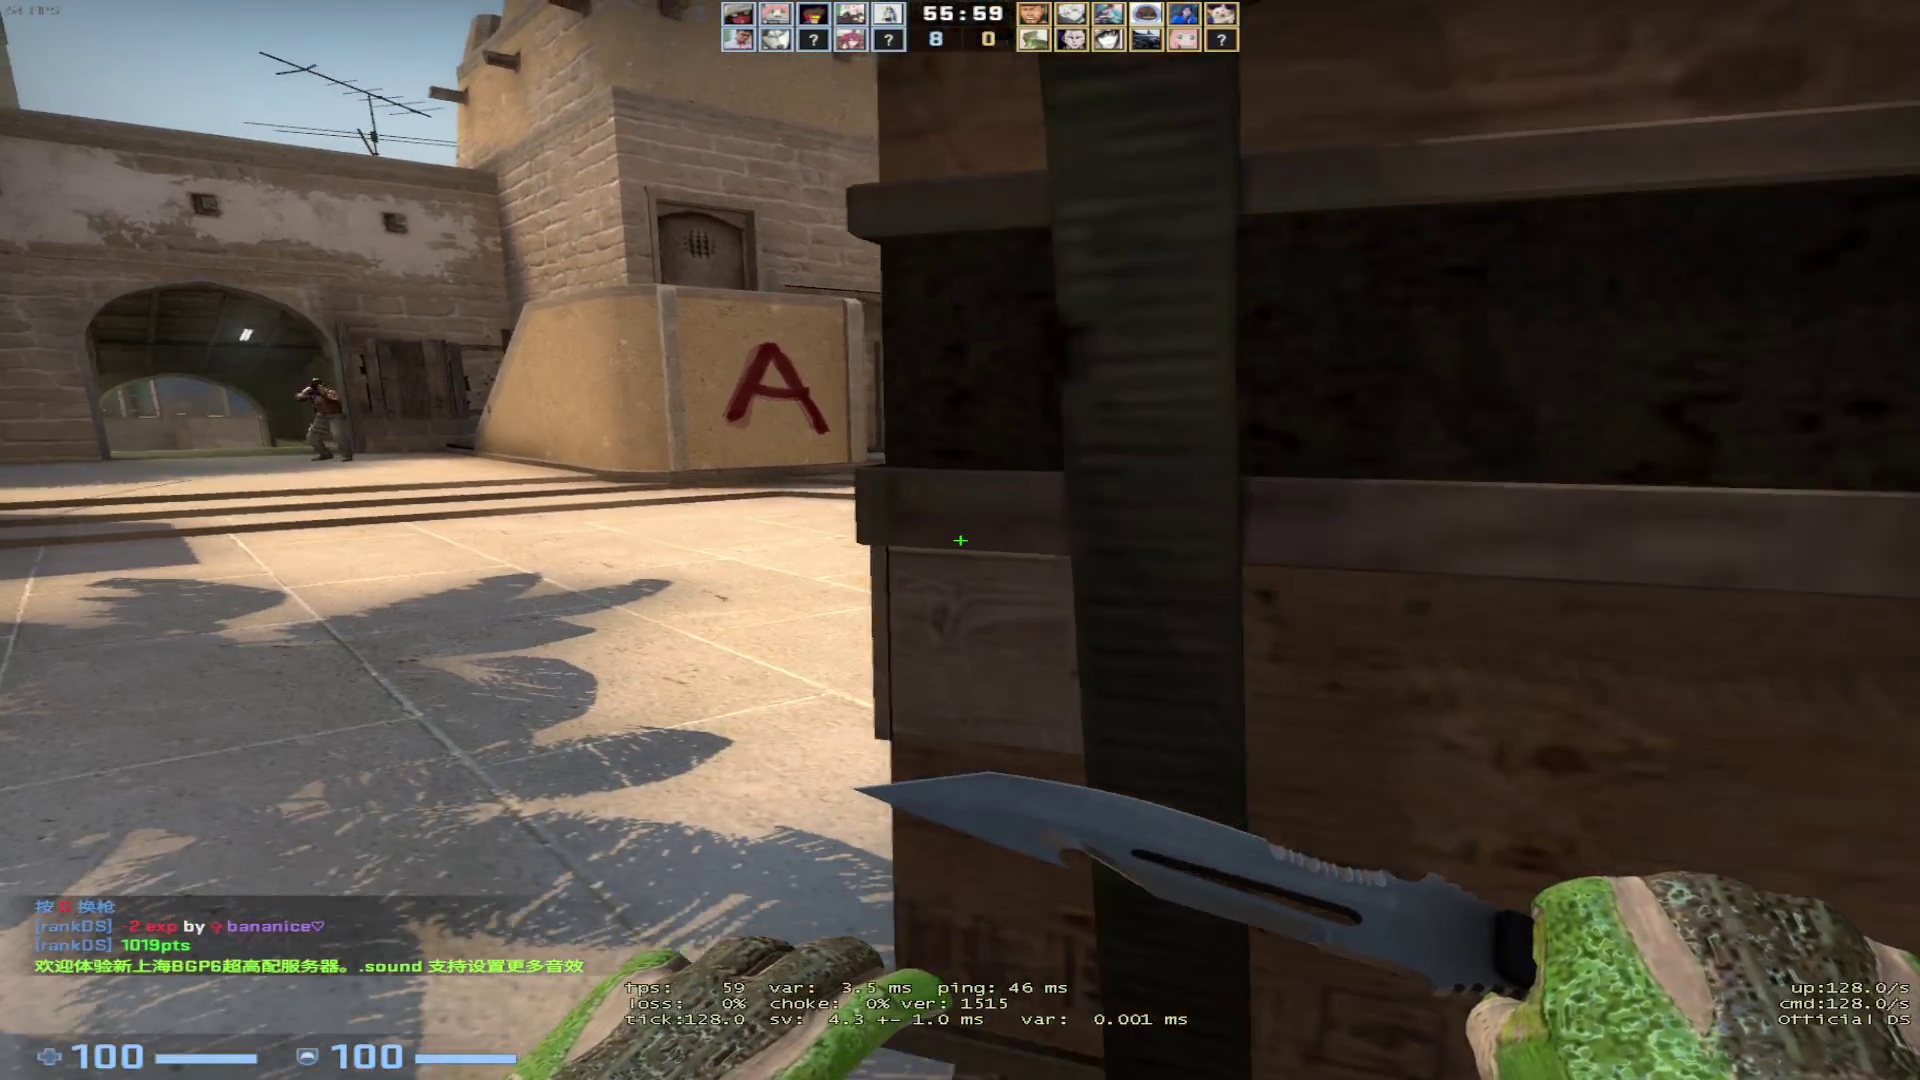 54 FPS
55:59
? ? 8 0 ?
A
按 G 换枪
[rankDS] -2 exp by ? bananice♡
[rankDS] 1019pts
欢迎体验新上海BGP6超高配服务器。.sound 支持设置更多音效
fps: 59 var: 3.5 ms ping: 46 ms
loss: 0% choke: 0% ver: 1515
tick:128.0 sv: 4.3 +- 1.0 ms var: 0.001 ms
up:128.0/s
cmd:128.0/s
Official DS
100 100